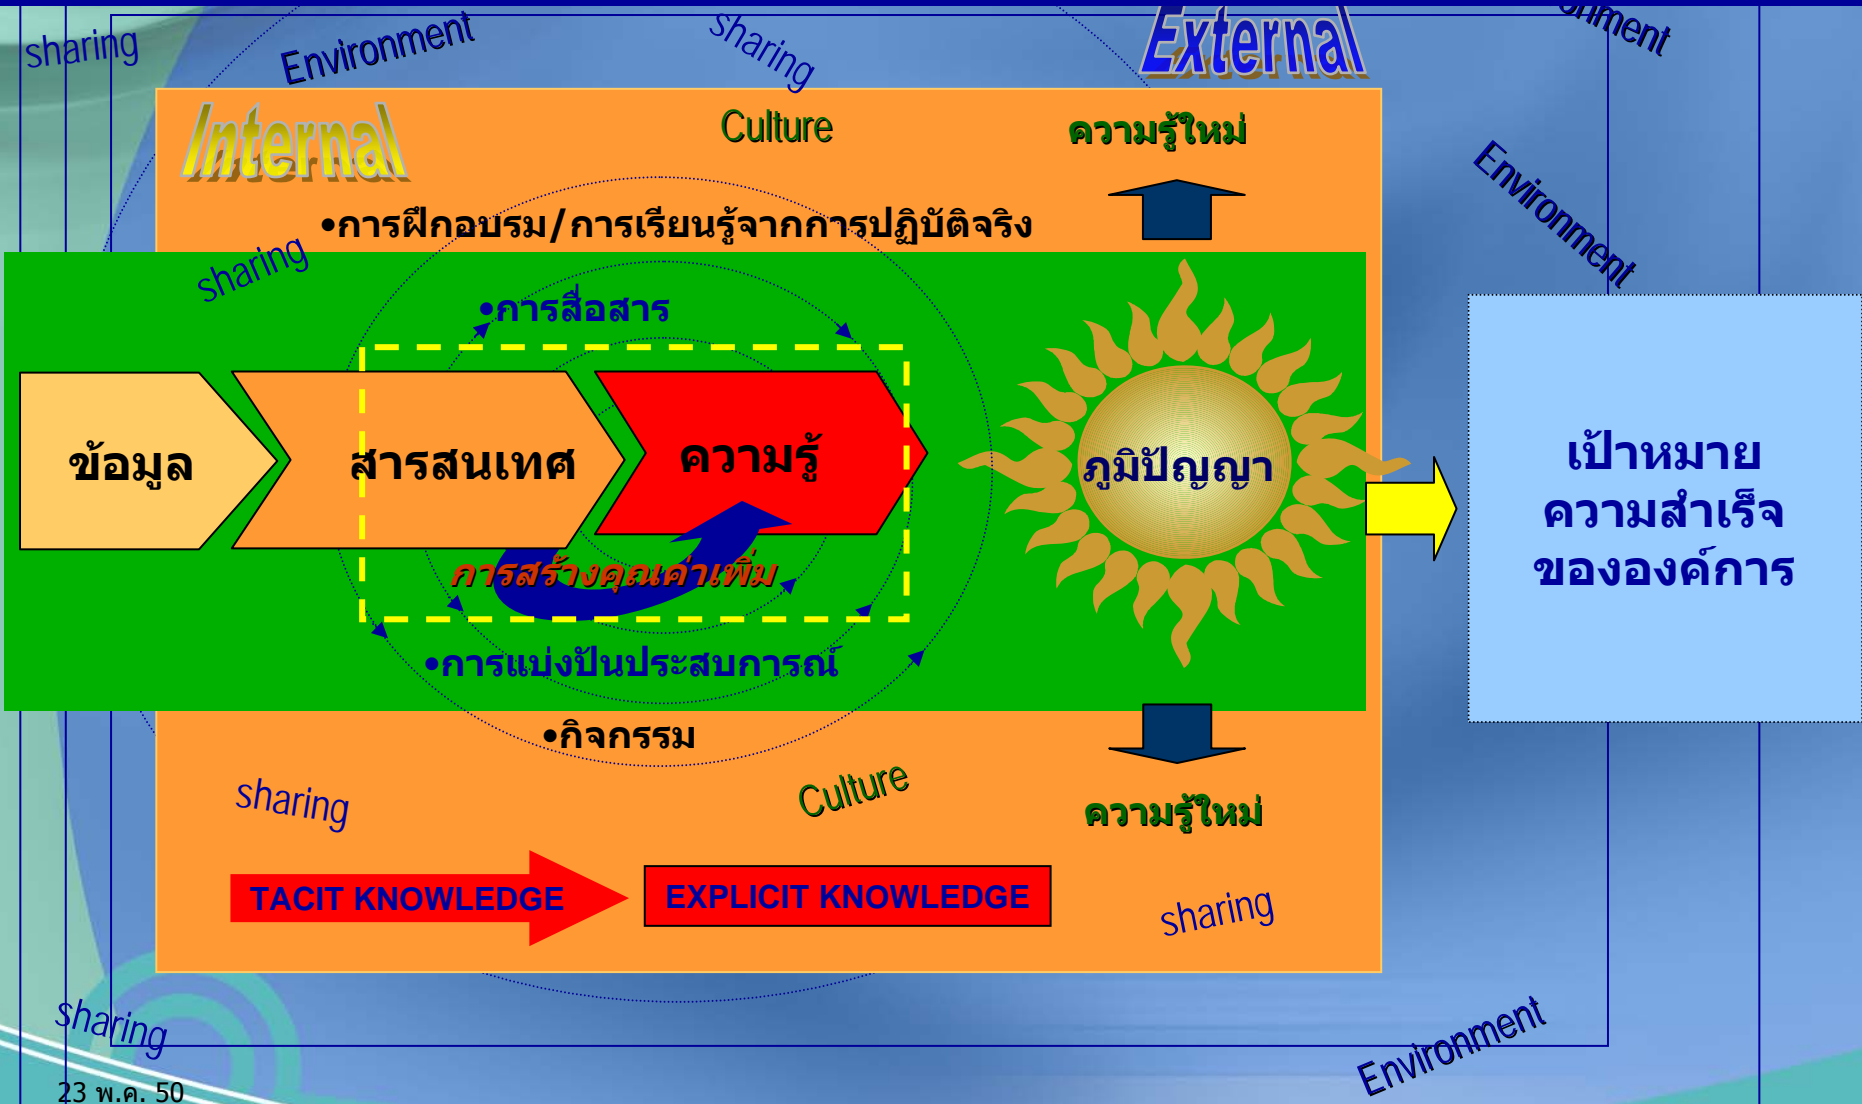 sharing
Environment
sharing
External
Internal
Culture
ความรู้ใหม่
Environment
•การฝึกอบรม/การเรียนรู้จากการปฏิบัติจริง
sharing
•การสื่อสาร
ข้อมูล
สารสนเทศ
ความรู้
ภูมิปัญญา
เป้าหมาย
ความสำเร็จ
ขององค์การ
การสร้างคุณค่าเพิ่ม
•การแบ่งปันประสบการณ์
•กิจกรรม
sharing
Culture
ความรู้ใหม่
TACIT KNOWLEDGE
EXPLICIT KNOWLEDGE
sharing
sharing
Environment
23 พ.ค. 50